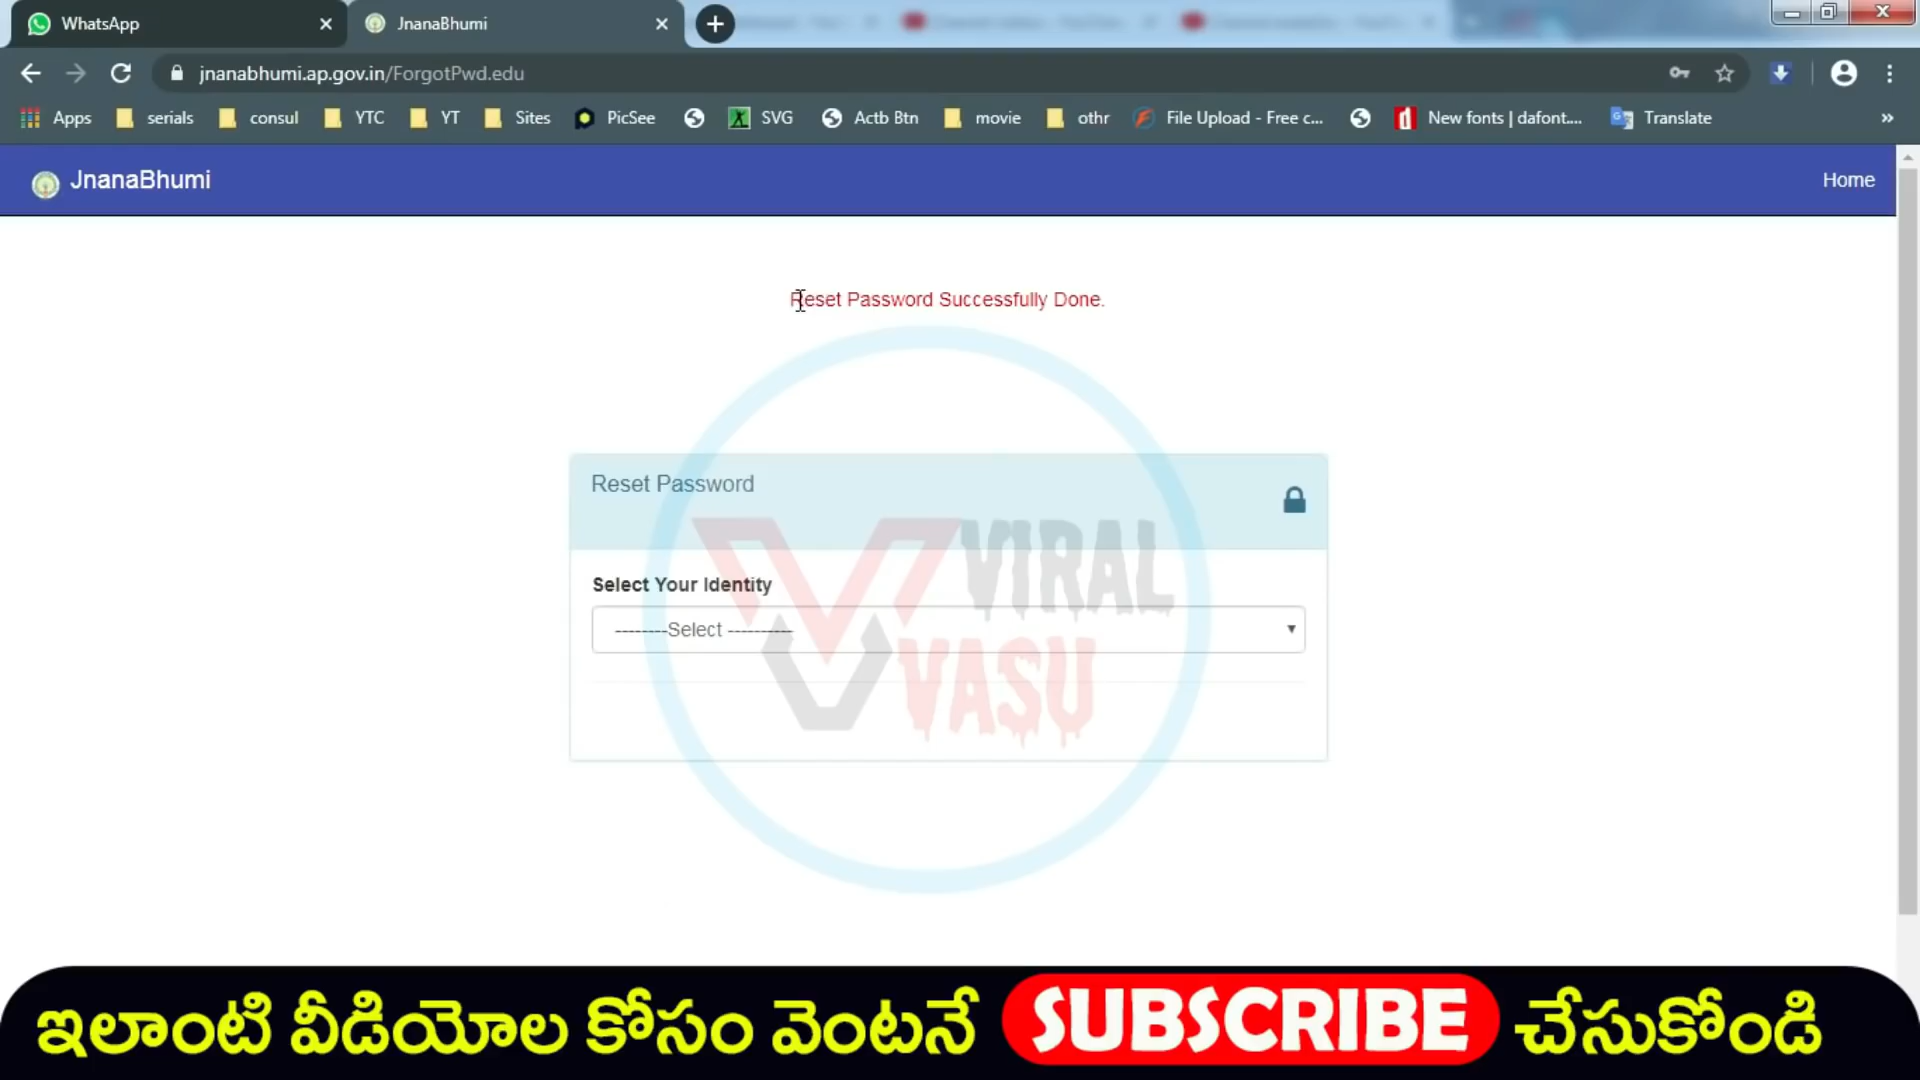 WhatsApp
JnanaBhumi
jnanabhumi.ap.gov.in/ForgotPwd.edu
Apps serials consul YTC YT Sites PicSee SVG Actb Btn movie othr File Upload - Free c... New fonts | dafont.... Translate »
JnanaBhumi
Home
Reset Password Successfully Done.
Reset Password
Select Your Identity
--------Select ----------
VIRAL
VASU
ఇలాంటి వీడియోల కోసం వెంటనే SUBSCRIBE చేసుకోండి